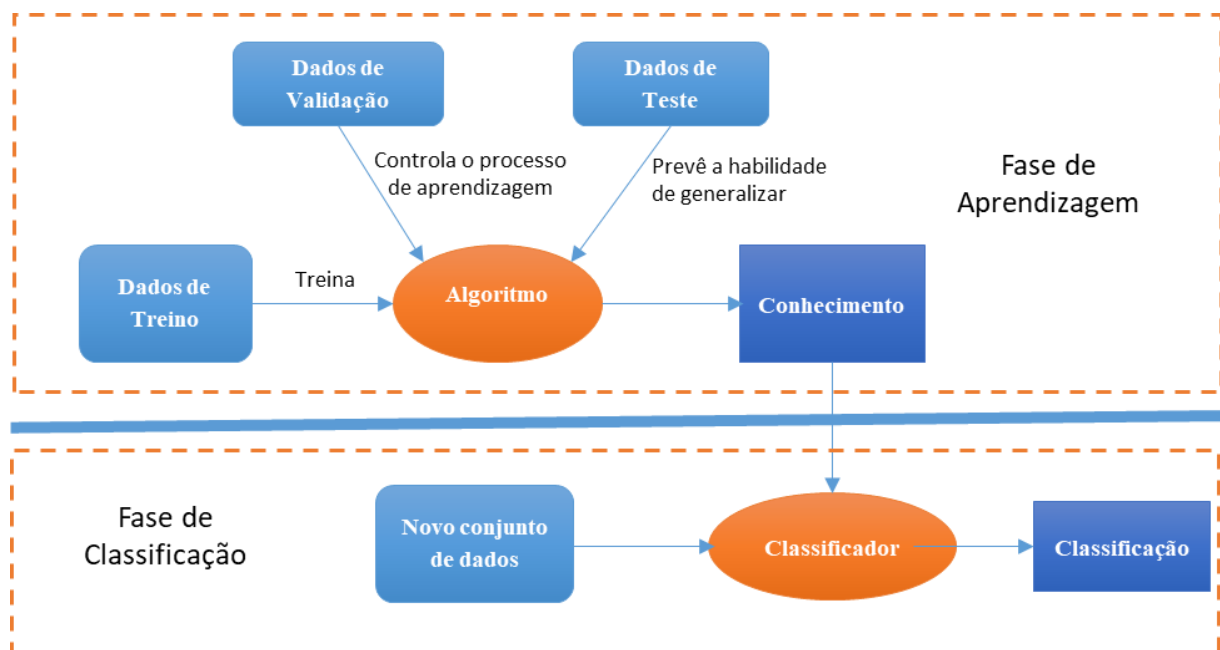 Dados de
Validação
Dados de
Teste
Controla o processo
de aprendizagem
Prevê a habilidade
de generalizar
Fase de
Aprendizagem
Dados de
Treino
Treina
Algoritmo
Conhecimento
Fase de
Classificação
Novo conjunto
de dados
Classificador
Classificação